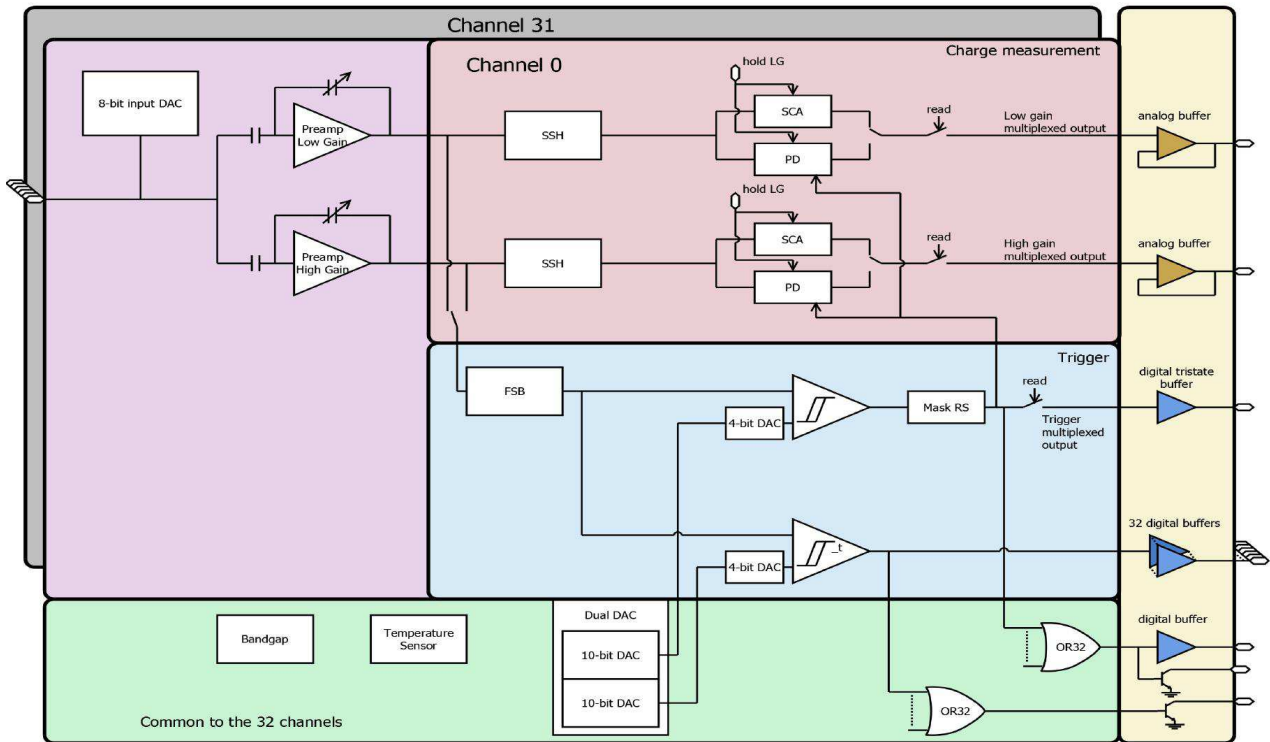 Channel 31
Channel 0
Charge measurement
8-bit input DAC
Preamp
Low Gain
SSH
hold LG
SCA
PD
read
Low gain
multiplexed output
analog buffer
Preamp
High Gain
SSH
hold LG
SCA
PD
read
High gain
multiplexed output
analog buffer
Trigger
FSB
4-bit DAC
Mask RS
read
Trigger
multiplexed
output
digital tristate
buffer
4-bit DAC
_t
32 digital buffers
Bandgap
Temperature
Sensor
Dual DAC
10-bit DAC
10-bit DAC
OR32
digital buffer
OR32
Common to the 32 channels